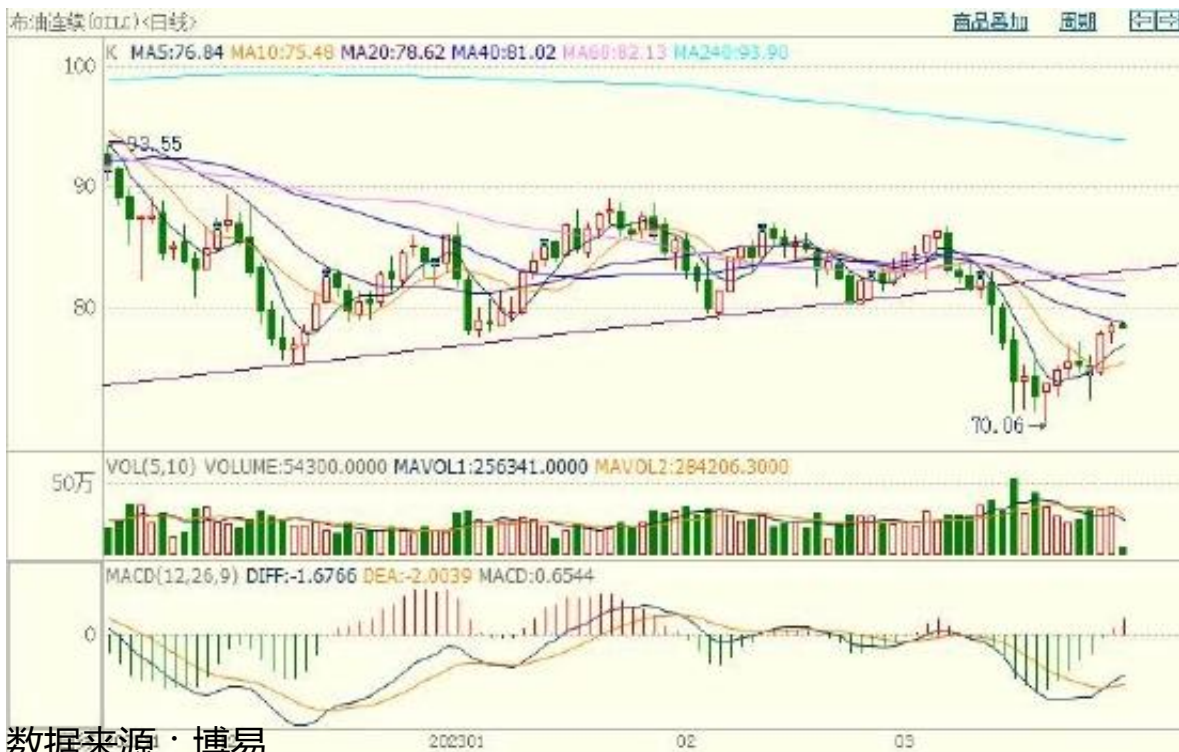 布油连续(OILC)<日线>
商品叠加 周期
K MA5:76.84 MA10:75.48 MA20:78.62 MA40:81.02 MA60:82.13 MA240:93.90
100
93.55
90
80
70.06
VOL(5,10) VOLUME:54300.0000 MAVOL1:256341.0000 MAVOL2:284206.3000
50万
MACD(12,26,9) DIFF:-1.6766 DEA:-2.0039 MACD:0.6544
0
202301 02 03
数据来源：博易